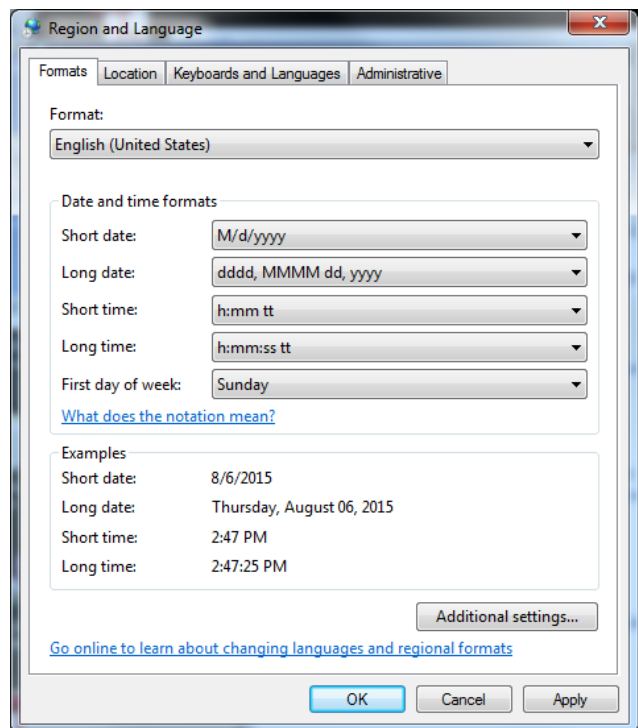 Region and Language
Formats Location Keyboards and Languages Administrative
Format:
English (United States)
Date and time formats
Short date: M/d/yyyy
Long date: dddd, MMMM dd, yyyy
Short time: h:mm tt
Long time: h:mm:ss tt
First day of week: Sunday
What does the notation mean?
Examples
Short date: 8/6/2015
Long date: Thursday, August 06, 2015
Short time: 2:47 PM
Long time: 2:47:25 PM
Additional settings...
Go online to learn about changing languages and regional formats
OK Cancel Apply